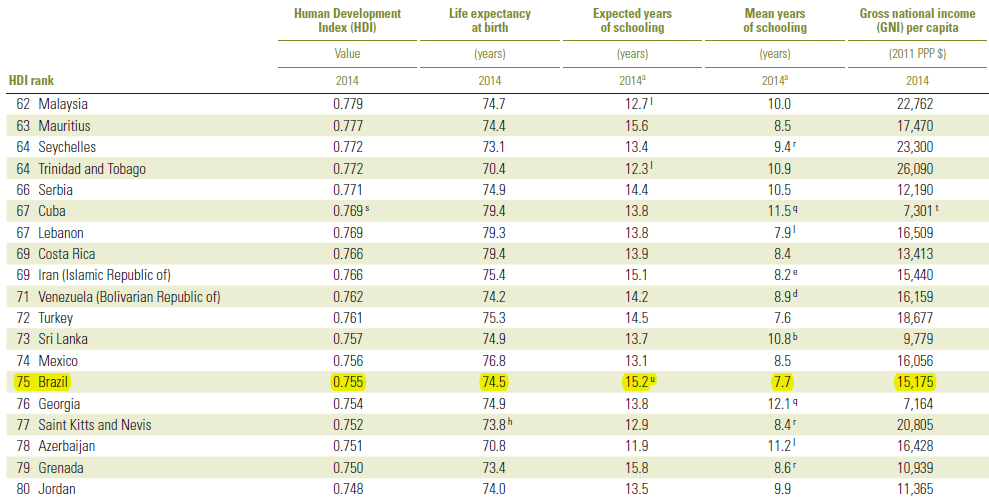 Human Development Index (HDI) Life expectancy at birth Expected years of schooling Mean years of schooling Gross national income (GNI) per capita
Value (years) (years) (years) (2011 PPP $)
HDI rank 2014 2014 2014ᵃ 2014ᵃ 2014
62 Malaysia 0.779 74.7 12.7 ˡ 10.0 22,762
63 Mauritius 0.777 74.4 15.6 8.5 17,470
64 Seychelles 0.772 73.1 13.4 9.4 ʳ 23,300
64 Trinidad and Tobago 0.772 70.4 12.3 ˡ 10.9 26,090
66 Serbia 0.771 74.9 14.4 10.5 12,190
67 Cuba 0.769 ˢ 79.4 13.8 11.5 q 7,301 ᵗ
67 Lebanon 0.769 79.3 13.8 7.9 ˡ 16,509
69 Costa Rica 0.766 79.4 13.9 8.4 13,413
69 Iran (Islamic Republic of) 0.766 75.4 15.1 8.2 ᵉ 15,440
71 Venezuela (Bolivarian Republic of) 0.762 74.2 14.2 8.9 ᵈ 16,159
72 Turkey 0.761 75.3 14.5 7.6 18,677
73 Sri Lanka 0.757 74.9 13.7 10.8 ᵇ 9,779
74 Mexico 0.756 76.8 13.1 8.5 16,056
75 Brazil 0.755 74.5 15.2 ᵘ 7.7 15,175
76 Georgia 0.754 74.9 13.8 12.1 q 7,164
77 Saint Kitts and Nevis 0.752 73.8 ʰ 12.9 8.4 ʳ 20,805
78 Azerbaijan 0.751 70.8 11.9 11.2 ˡ 16,428
79 Grenada 0.750 73.4 15.8 8.6 ʳ 10,939
80 Jordan 0.748 74.0 13.5 9.9 11,365